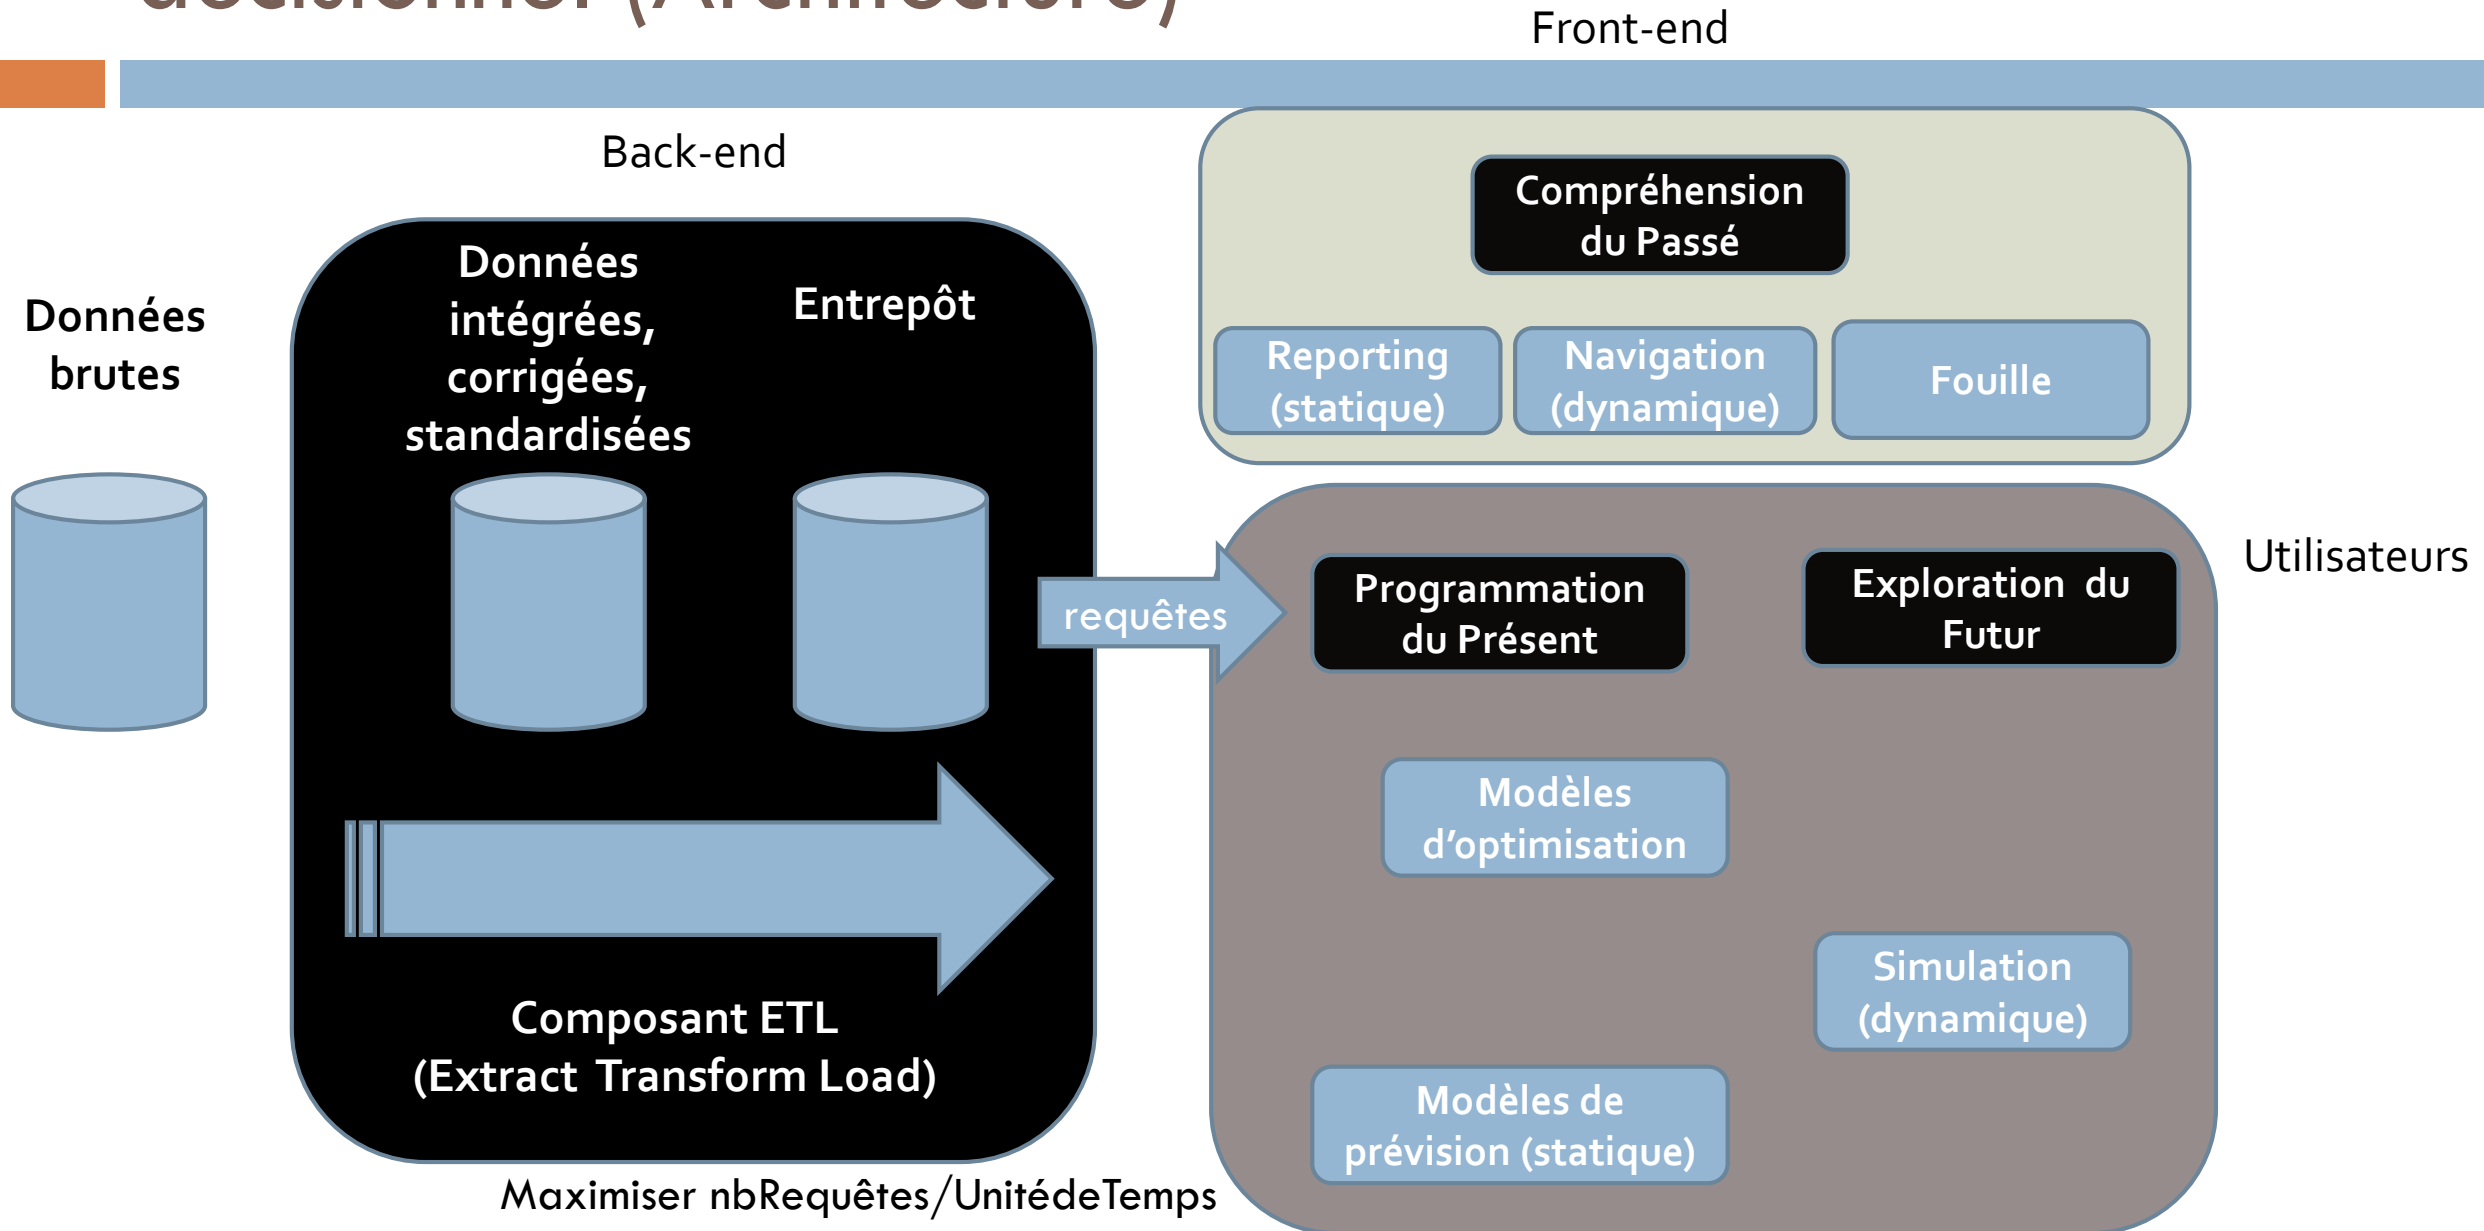 décisionnel (Architecture)
Front-end
Back-end
Données
brutes
Données
intégrées,
corrigées,
standardisées
Entrepôt
Composant ETL
(Extract Transform Load)
Maximiser nbRequêtes/UnitédeTemps
requêtes
Compréhension
du Passé
Reporting
(statique)
Navigation
(dynamique)
Fouille
Programmation
du Présent
Exploration du
Futur
Modèles
d'optimisation
Simulation
(dynamique)
Modèles de
prévision (statique)
Utilisateurs